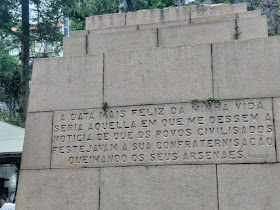 A DATA MAIS FELIZ DA MINHA VIDA
SERIA AQUELLA EM QUE ME DESSEM A
NOTICIA DE QUE OS POVOS CIVILISADOS
FESTEJAVAM A SUA CONFRATERNISAÇÃO
QUEIMANDO OS SEUS ARSENAES.